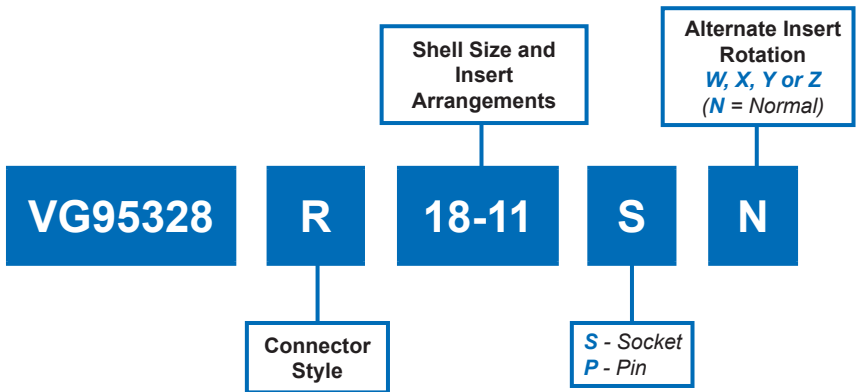 Shell Size and
Insert
Arrangements
Alternate Insert
Rotation
W, X, Y or Z
(N = Normal)
VG95328 R 18-11 S N
Connector
Style
S - Socket
P - Pin